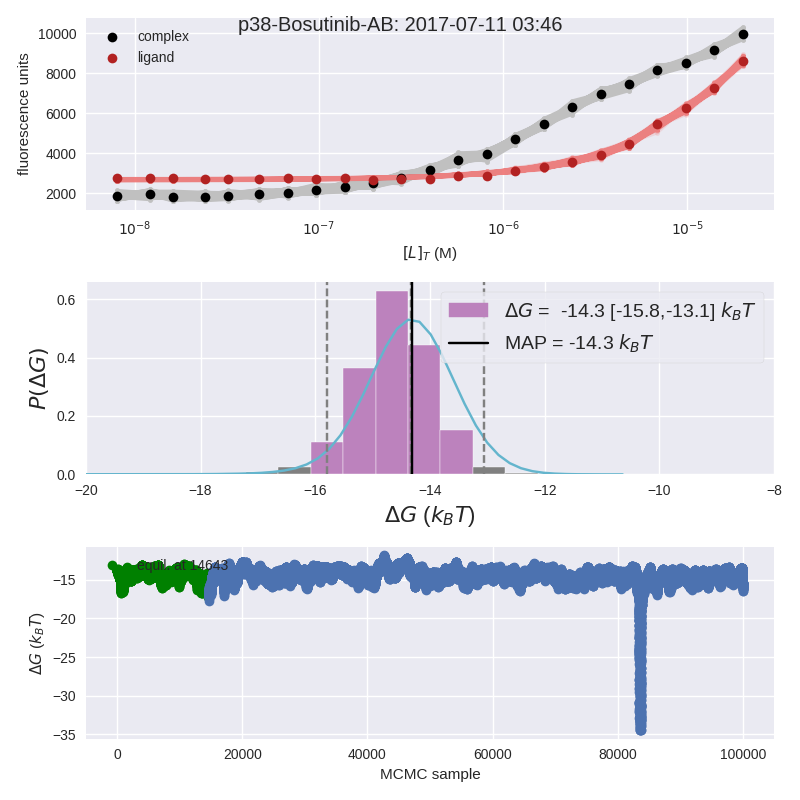 p38-Bosutinib-AB: 2017-07-11 03:46
complex
ligand
fluorescence units
10000
8000
6000
4000
2000
10⁻⁸
10⁻⁷
10⁻⁶
10⁻⁵
[L]_T (M)
ΔG = -14.3 [-15.8,-13.1] k_BT
MAP = -14.3 k_BT
P(ΔG)
0.6
0.4
0.2
0.0
−20
−18
−16
−14
−12
−10
−8
ΔG (k_BT)
equil. at 14643
ΔG (k_BT)
−15
−20
−25
−30
−35
0
20000
40000
60000
80000
100000
MCMC sample